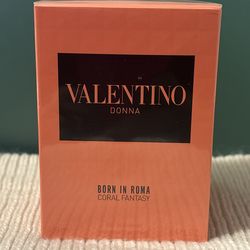 VALENTINO
DONNA
BORN IN ROMA
CORAL FANTASY